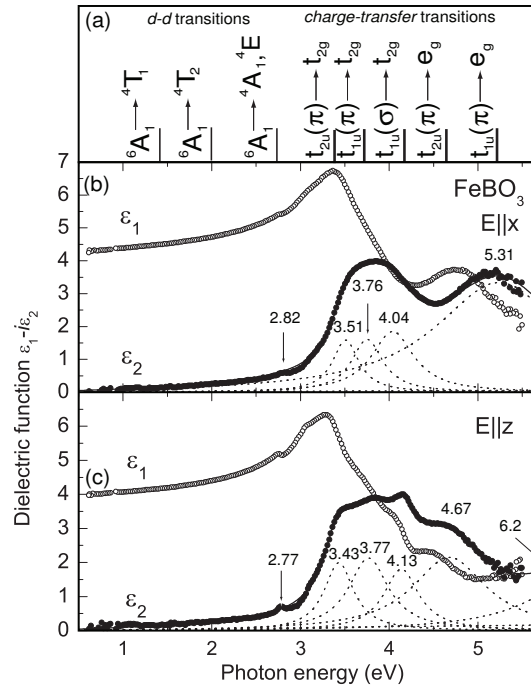 (a)
d-d transitions
charge-transfer transitions
⁶A₁ → ⁴T₁
⁶A₁ → ⁴T₂
⁶A₁ → ⁴A₁,⁴E
t₂ᵤ(π) → t₂g
t₁ᵤ(π) → t₂g
t₁ᵤ(σ) → t₂g
t₂ᵤ(π) → e_g
t₁ᵤ(π) → e_g
7
(b)
FeBO₃
6
ε₁
E||x
5
5.31
4
3
3.76
2.82
3.51
4.04
2
1
ε₂
0
E||z
6
ε₁
(c)
5
4
4.67
3
6.2
2
2.77
3.43
3.77
4.13
1
ε₂
0
1 2 3 4 5
Photon energy (eV)
Dielectric function ε₁-iε₂